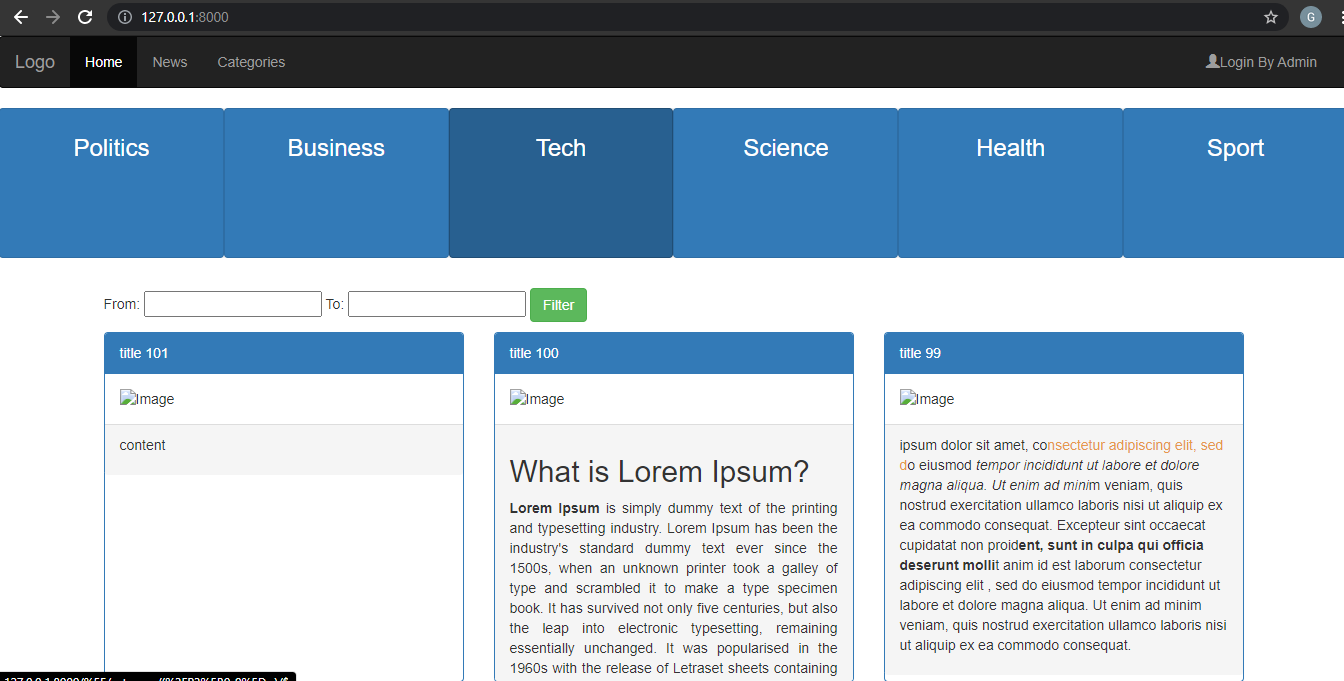 127.0.0.1:8000
G
Logo Home News Categories Login By Admin
Politics Business Tech Science Health Sport
From: To: Filter
title 101
Image
content
title 100
Image
What is Lorem Ipsum?
Lorem Ipsum is simply dummy text of the printing
and typesetting industry. Lorem Ipsum has been the
industry's standard dummy text ever since the
1500s, when an unknown printer took a galley of
type and scrambled it to make a type specimen
book. It has survived not only five centuries, but also
the leap into electronic typesetting, remaining
essentially unchanged. It was popularised in the
1960s with the release of Letraset sheets containing
title 99
Image
ipsum dolor sit amet, consectetur adipiscing elit, sed
do eiusmod tempor incididunt ut labore et dolore
magna aliqua. Ut enim ad minim veniam, quis
nostrud exercitation ullamco laboris nisi ut aliquip ex
ea commodo consequat. Excepteur sint occaecat
cupidatat non proident, sunt in culpa qui officia
deserunt mollit anim id est laborum consectetur
adipiscing elit , sed do eiusmod tempor incididunt ut
labore et dolore magna aliqua. Ut enim ad minim
veniam, quis nostrud exercitation ullamco laboris nisi
ut aliquip ex ea commodo consequat.